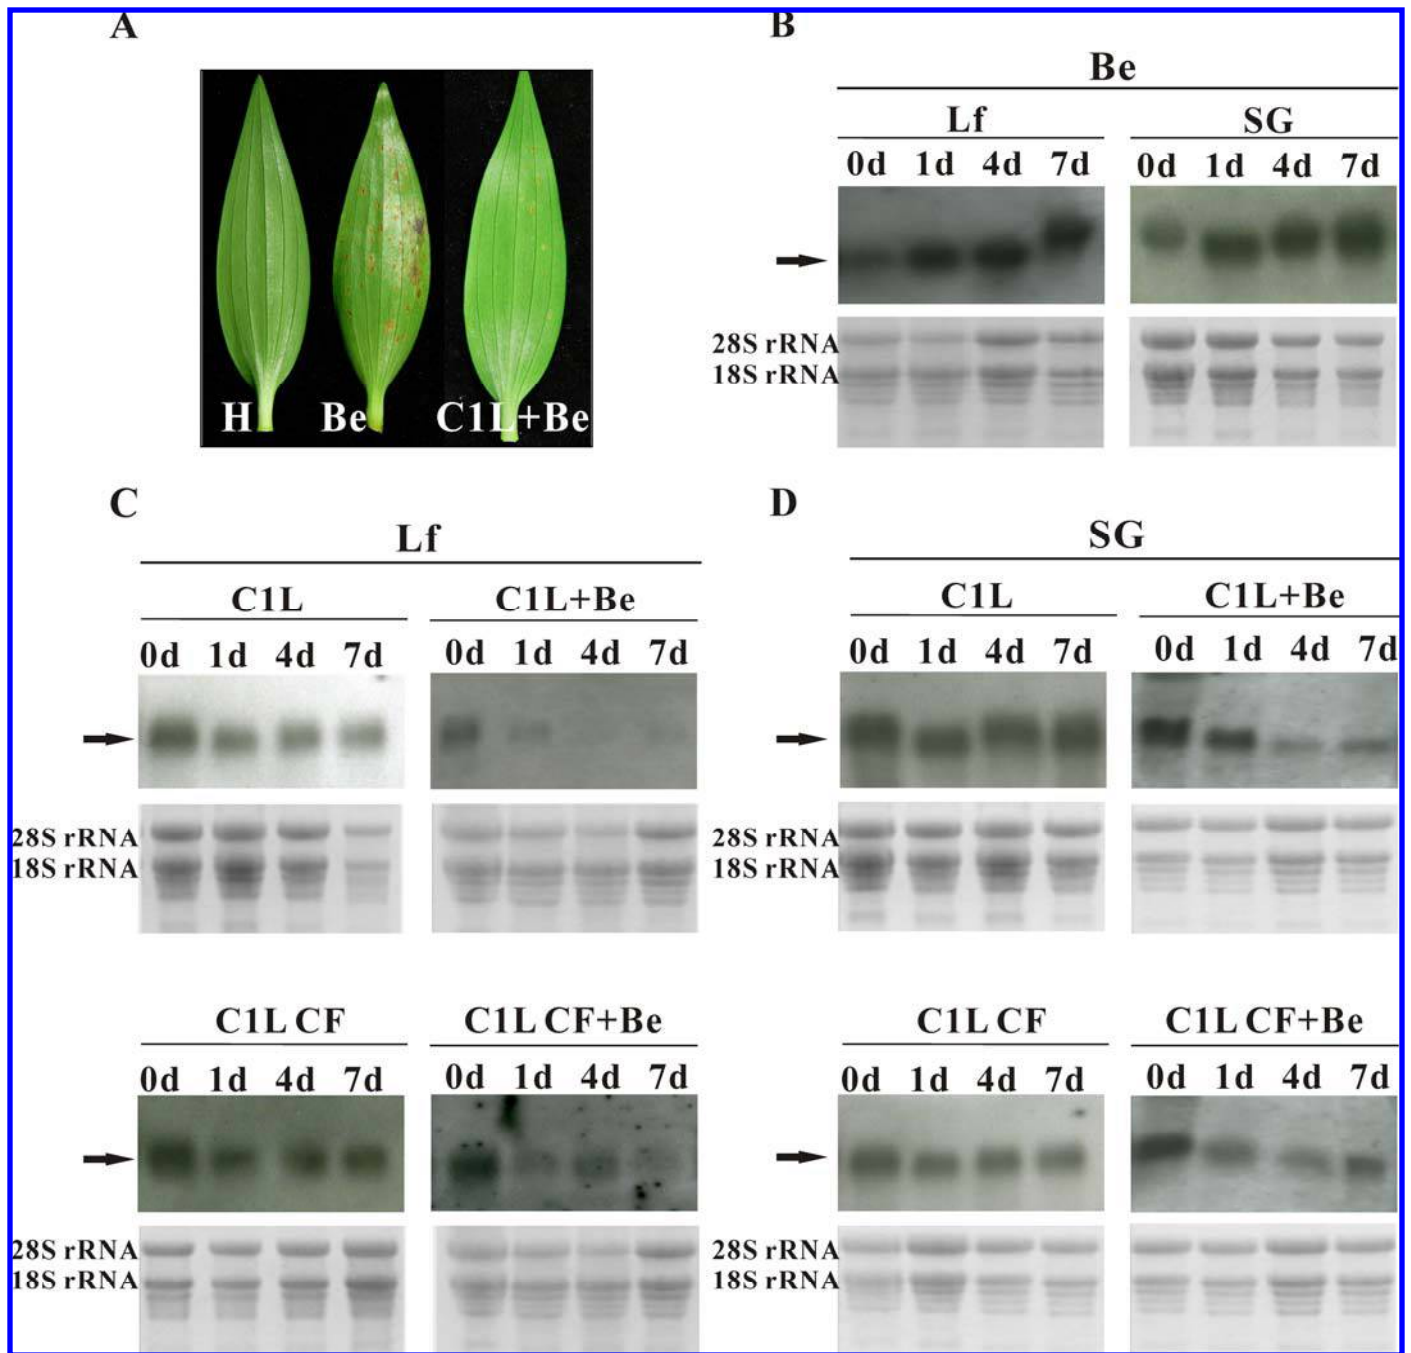 A
H Be C1L+Be
B
Be
Lf SG
0d 1d 4d 7d 0d 1d 4d 7d
28S rRNA
18S rRNA
C
Lf
C1L C1L+Be
0d 1d 4d 7d 0d 1d 4d 7d
28S rRNA
18S rRNA
C1L CF C1L CF+Be
0d 1d 4d 7d 0d 1d 4d 7d
28S rRNA
18S rRNA
D
SG
C1L C1L+Be
0d 1d 4d 7d 0d 1d 4d 7d
28S rRNA
18S rRNA
C1L CF C1L CF+Be
0d 1d 4d 7d 0d 1d 4d 7d
28S rRNA
18S rRNA